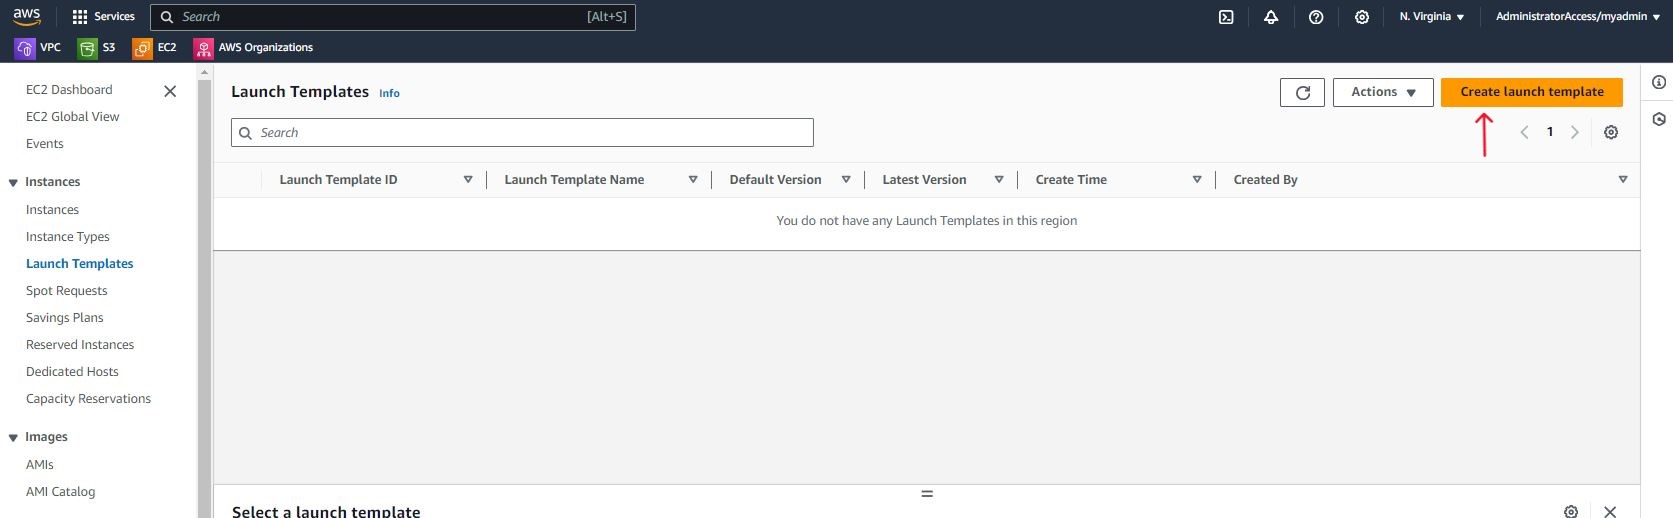 aws Services Search [Alt+S] N. Virginia AdministratorAccess/myadmin
VPC S3 EC2 AWS Organizations
EC2 Dashboard
EC2 Global View
Events
Instances
Instances
Instance Types
Launch Templates
Spot Requests
Savings Plans
Reserved Instances
Dedicated Hosts
Capacity Reservations
Images
AMIs
AMI Catalog
Launch Templates Info Actions Create launch template
Search 1
Launch Template ID Launch Template Name Default Version Latest Version Create Time Created By
You do not have any Launch Templates in this region
Select a launch template